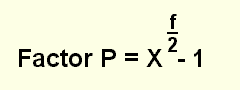 Factor P = X^(f/2) - 1